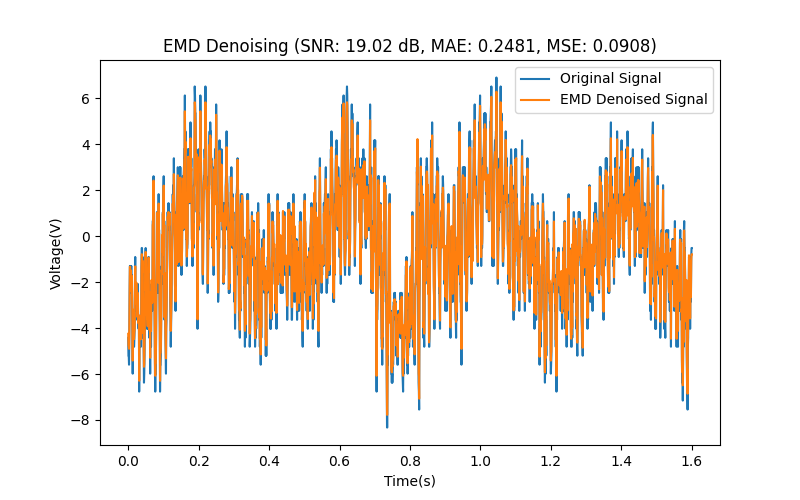 EMD Denoising (SNR: 19.02 dB, MAE: 0.2481, MSE: 0.0908)
Original Signal
EMD Denoised Signal
6
4
2
0
−2
−4
−6
−8
Voltage(V)
0.0 0.2 0.4 0.6 0.8 1.0 1.2 1.4 1.6
Time(s)